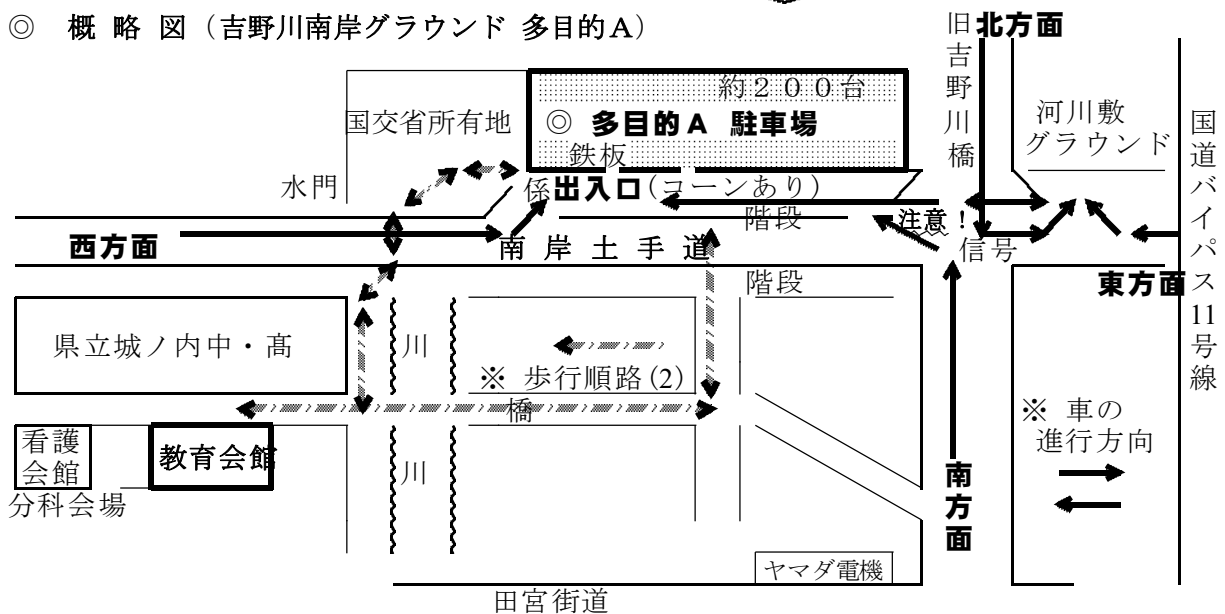 ◎ 概 略 図 (吉野川南岸グラウンド 多目的A)
旧吉野川橋
北方面
約200台
国交省所有地
◎ 多目的A 駐車場
鉄板
河川敷
グラウンド
国道バイパス11号線
水門
係
出入口(コーンあり)
階段
注意!
信号
西方面
南 岸 土 手 道
東方面
階段
県立城ノ内中・髙
川
※ 歩行順路(2)
橋
※ 車の
進行方向
看護
会館
教育会館
川
分科会場
南方面
ヤマダ電機
田宮街道